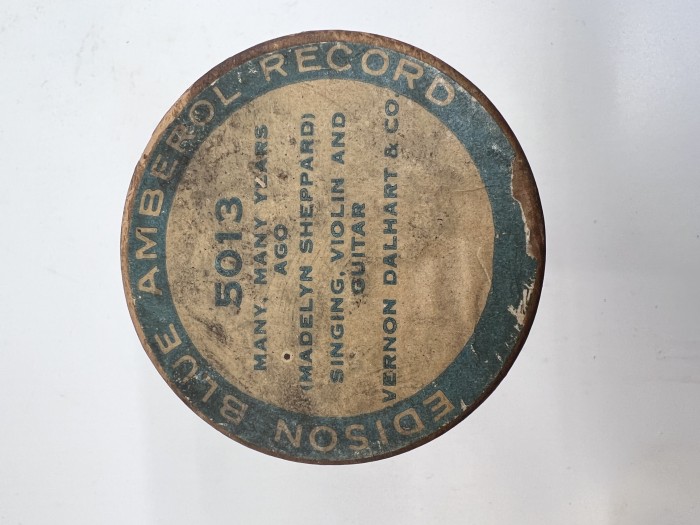 EDISON BLUE AMBEROL RECORD
5013
MANY, MANY YEARS
AGO
(MADELYN SHEPPARD)
SINGING, VIOLIN AND
GUITAR
VERNON DALHART & CO.